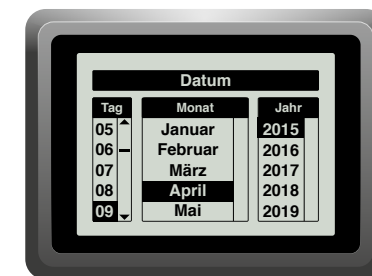 Datum
Tag Monat Jahr
05 Januar 2015
06 Februar 2016
07 März 2017
08 April 2018
09 Mai 2019